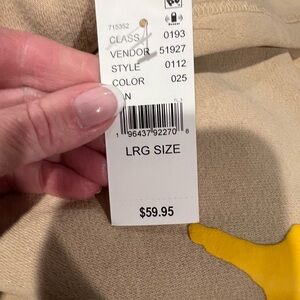 715352
CLASS 0193
VENDOR 51927
STYLE 0112
COLOR 025
1 96437 92270 8
LRG SIZE
$59.95